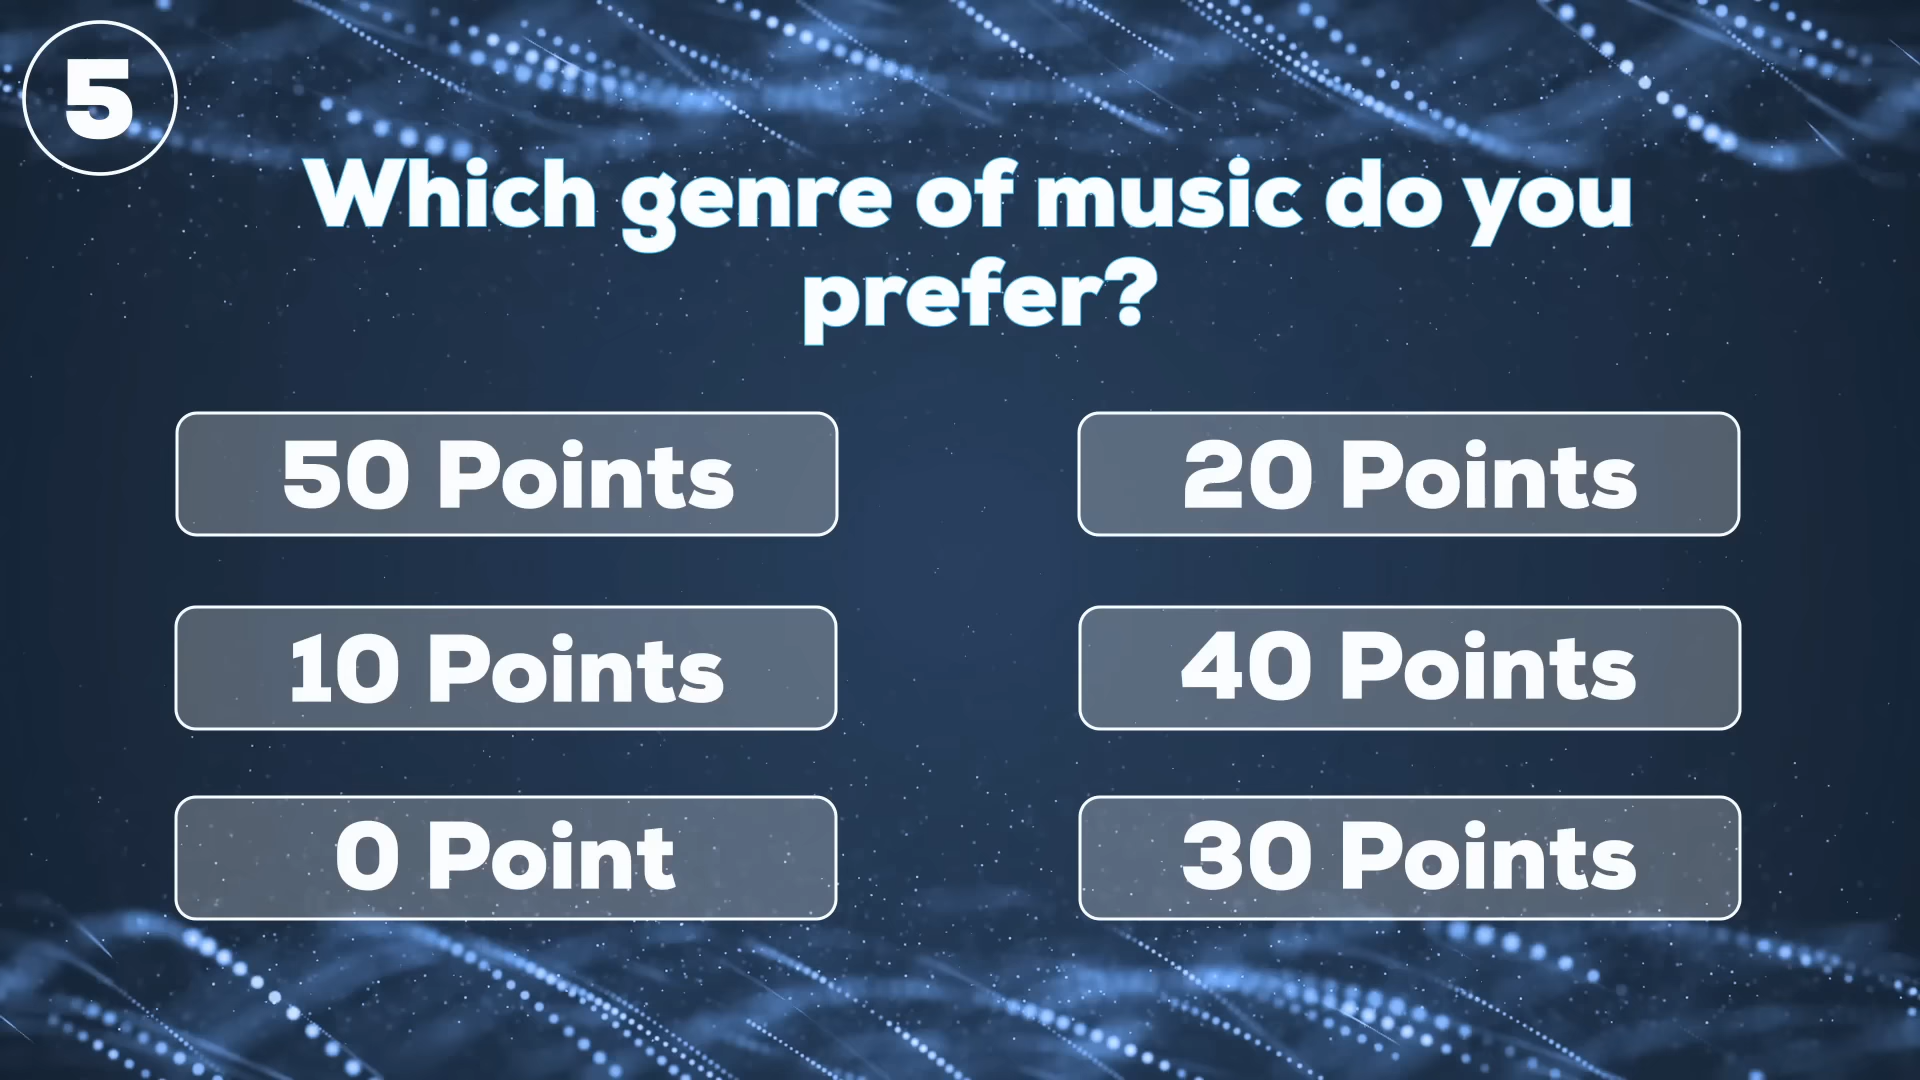 5
Which genre of music do you
prefer?
50 Points
20 Points
10 Points
40 Points
0 Point
30 Points